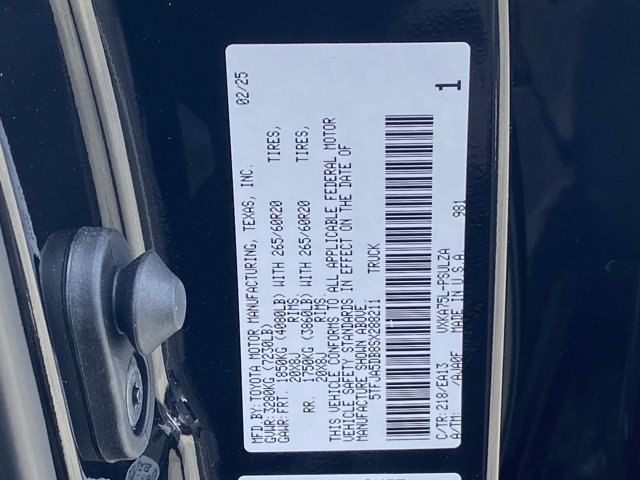 MFD.BY:TOYOTA MOTOR MANUFACTURING, TEXAS, INC. 02/25
GVWR:3280KG (7230LB)
GAWR:FRT. 1850KG (4080LB) WITH 265/60R20 TIRES,
20X8J RIMS,
RR. 1750KG (3860LB) WITH 265/60R20 TIRES,
20X8J RIMS.
THIS VEHICLE CONFORMS TO ALL APPLICABLE FEDERAL MOTOR
VEHICLE SAFETY STANDARDS IN EFFECT ON THE DATE OF
MANUFACTURE SHOWN ABOVE.
5TFJA5DB8SX288211 TRUCK
C/TR:218/EA13 VXKA75L-PSULZA 1
A/TM: /AWA0F MADE IN U.S.A. 981